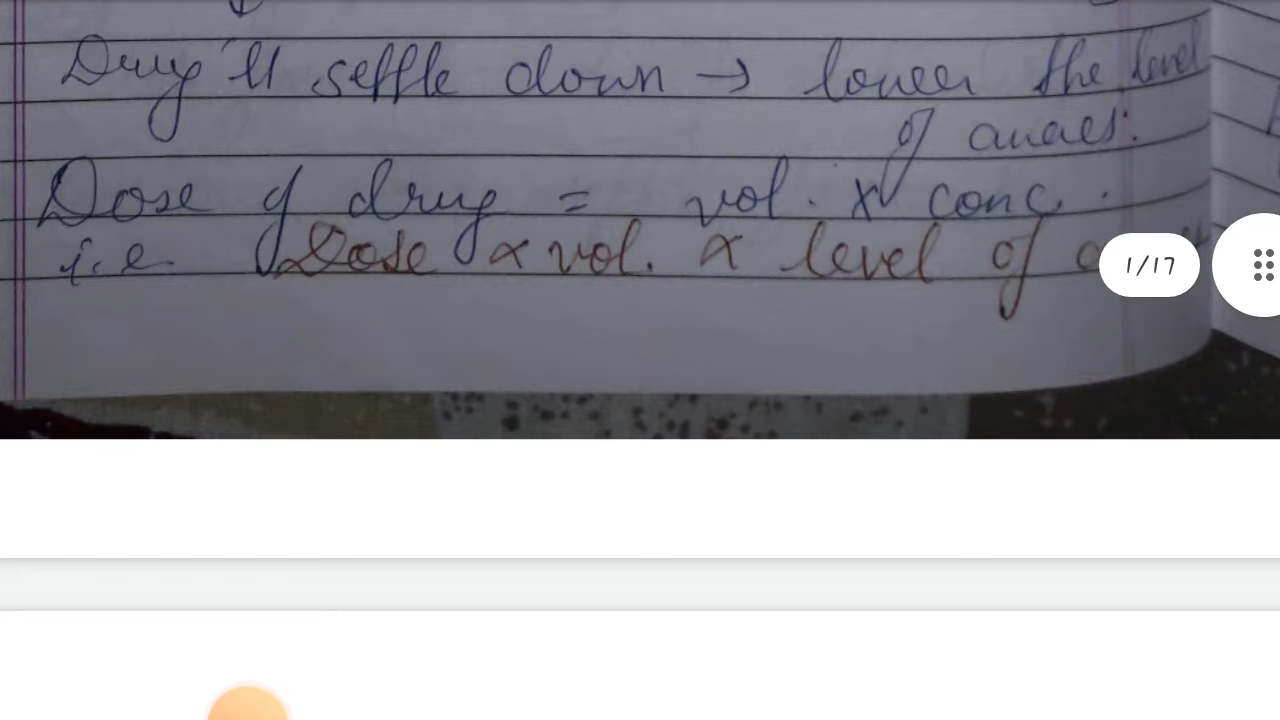 Drug 'll settle down → lower the level
of anaes:
Dose of drug = vol. × conc.
i.e Dose ∝ vol. ∝ level of
1/17